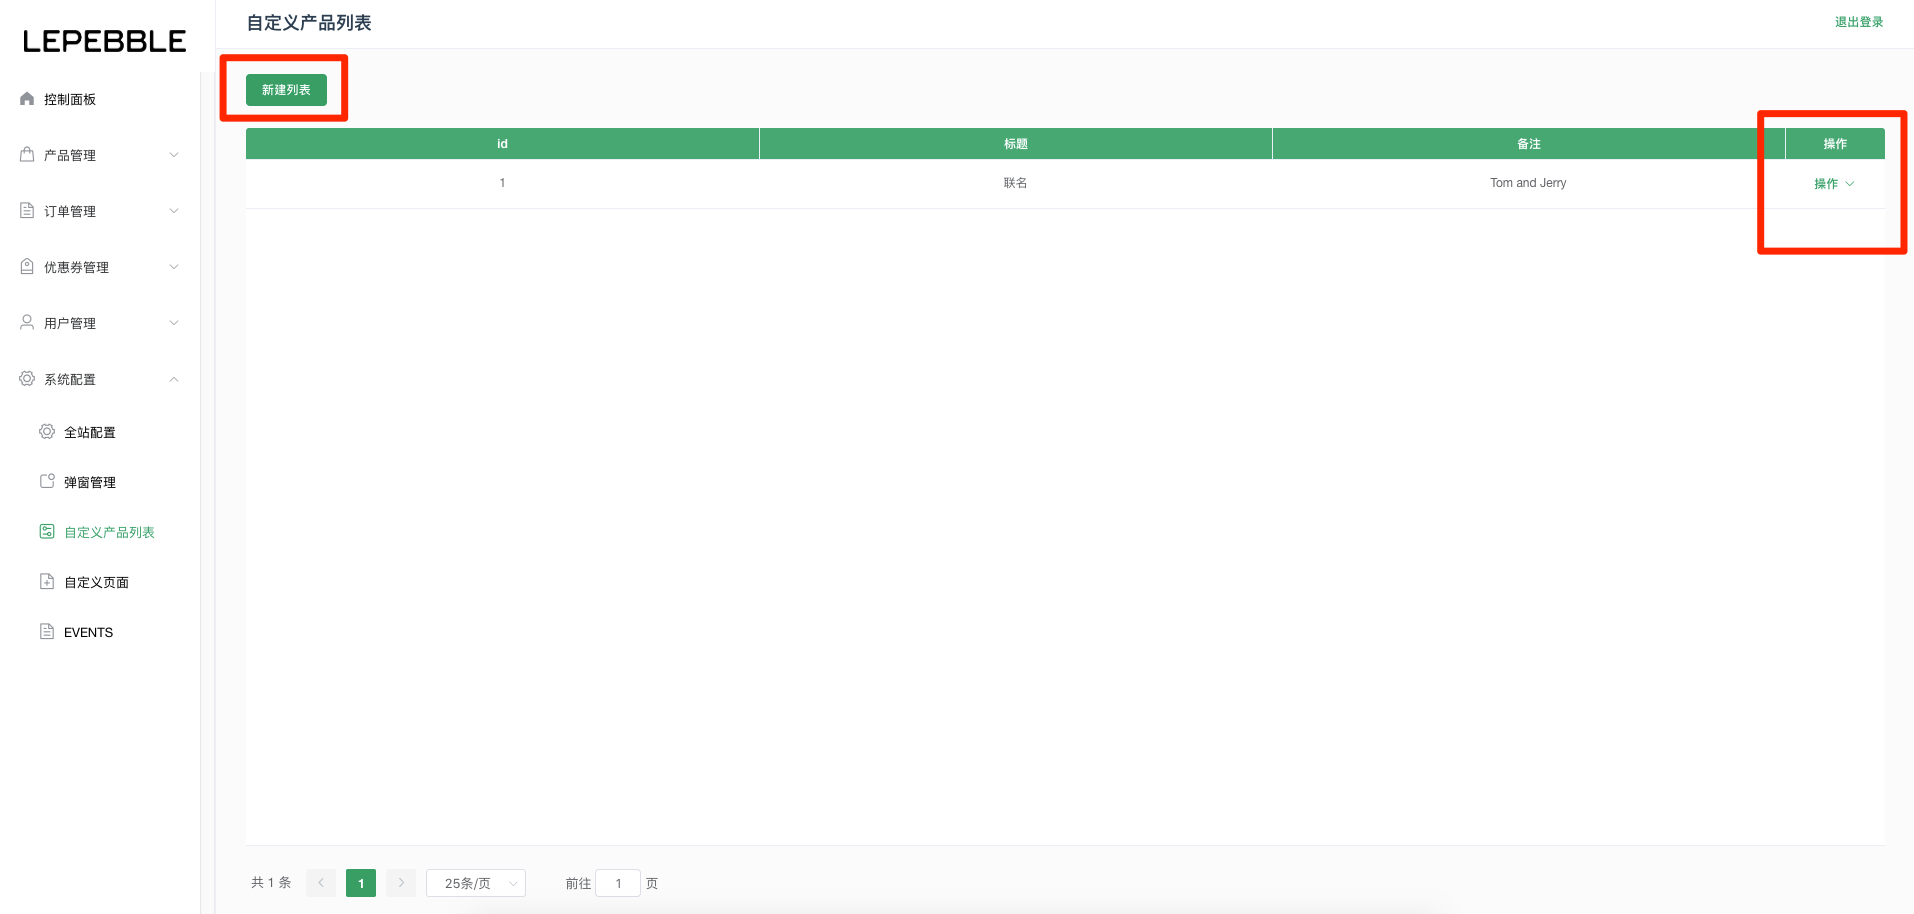 LEPEBBLE
控制面板
产品管理
订单管理
优惠券管理
用户管理
系统配置
全站配置
弹窗管理
自定义产品列表
自定义页面
EVENTS
自定义产品列表
退出登录
新建列表
id 标题 备注 操作
1 联名 Tom and Jerry 操作
共 1 条 1 25条/页 前往 1 页